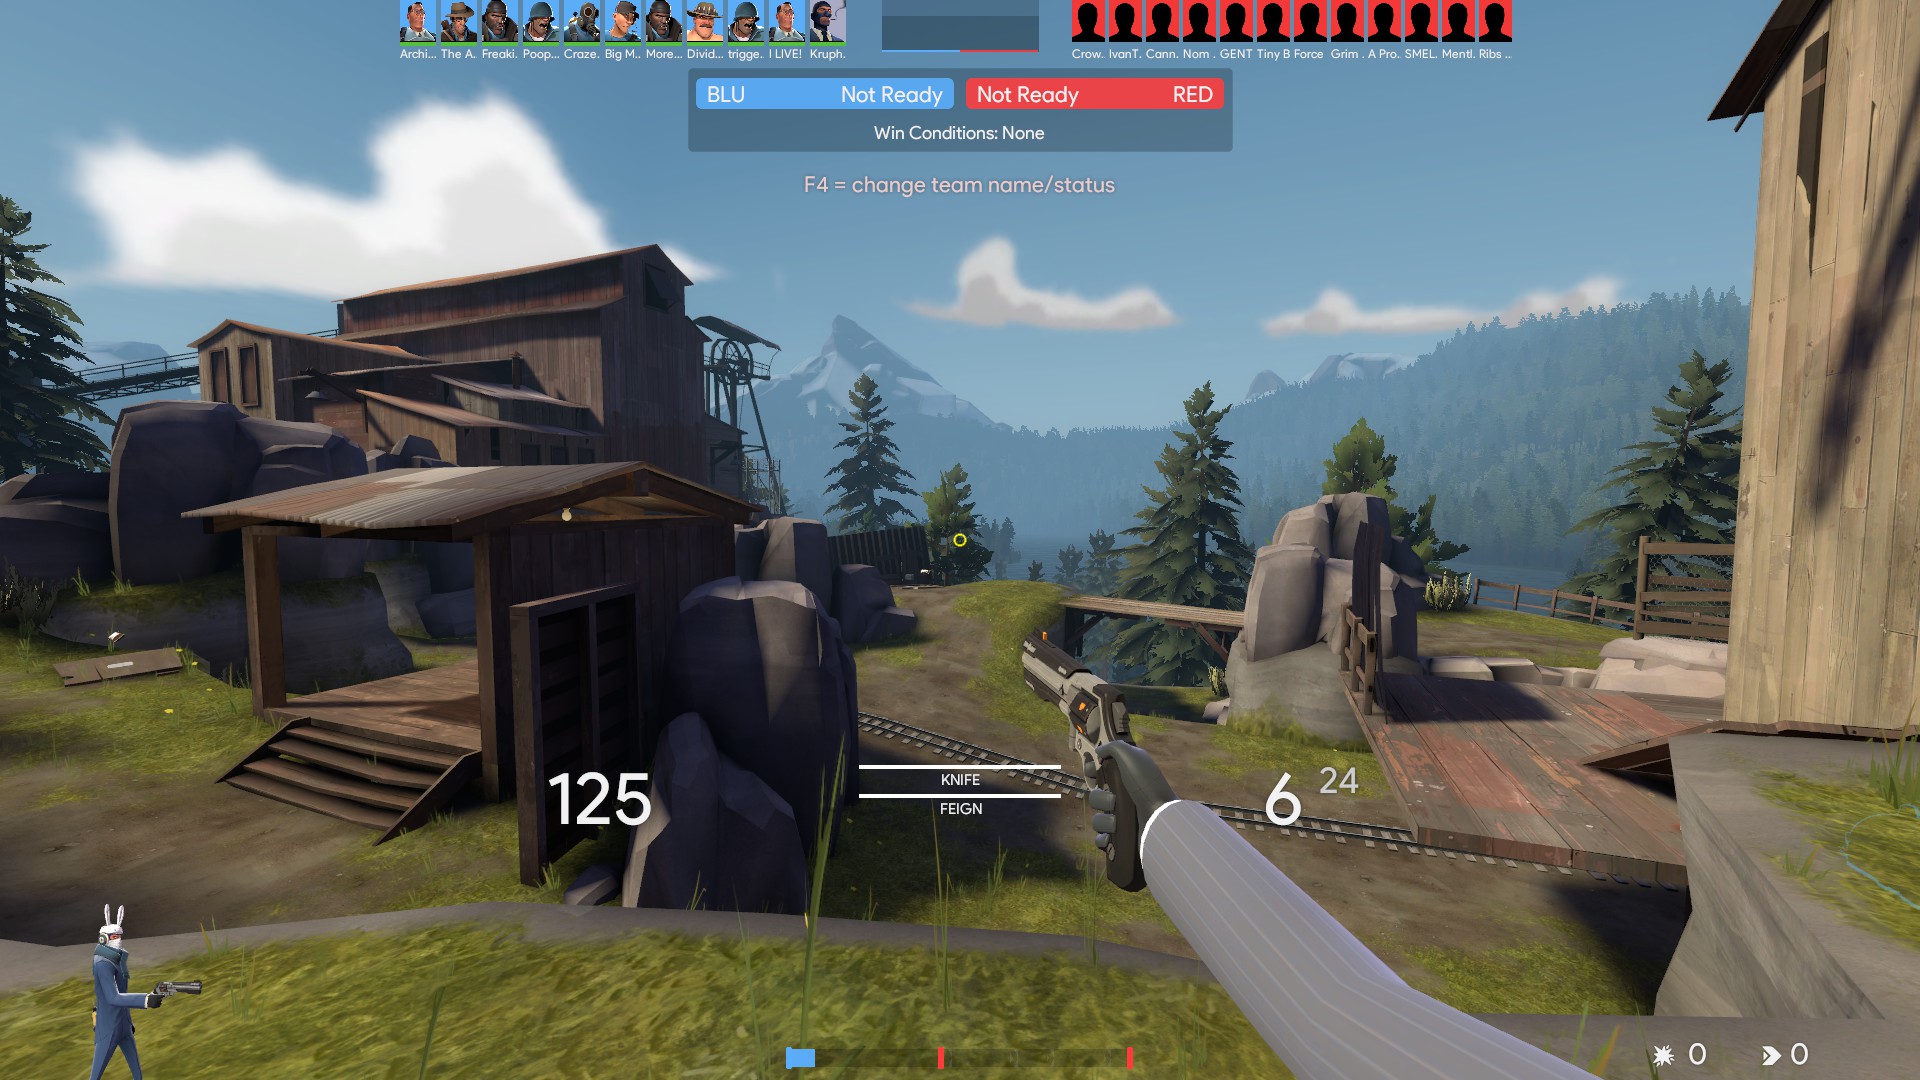 Archi... The A. Freaki. Poop... Craze. Big M.. More... Divid... trigge. I LIVE! Kruph.
Crow. IvanT. Cann. Nom . GENT Tiny B Force Grim . A Pro. SMEL. Mentl. Ribs ..
BLU Not Ready Not Ready RED
Win Conditions: None
F4 = change team name/status
125
KNIFE
FEIGN
6 24
0 0